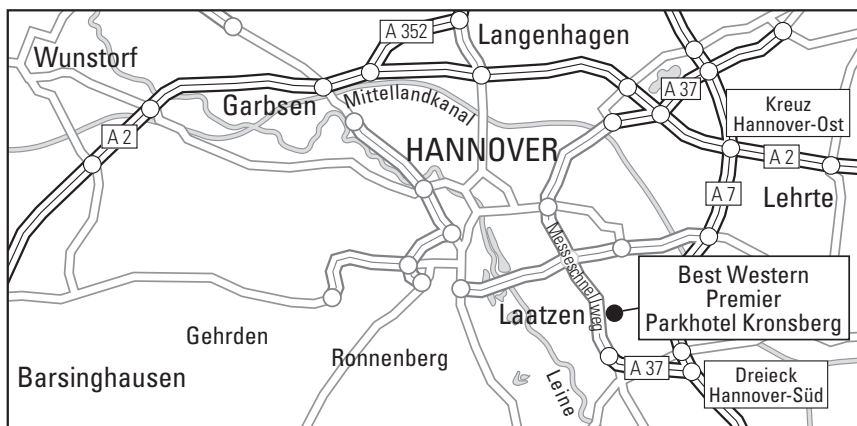 A 352
Langenhagen
Wunstorf
A 37
Garbsen
Mittellandkanal
Kreuz
Hannover-Ost
A 2
HANNOVER
A 2
A 7
Lehrte
Messeschnellweg
Best Western
Premier
Parkhotel Kronsberg
Laatzen
Gehrden
Ronnenberg
Barsinghausen
Leine
A 37
Dreieck
Hannover-Süd